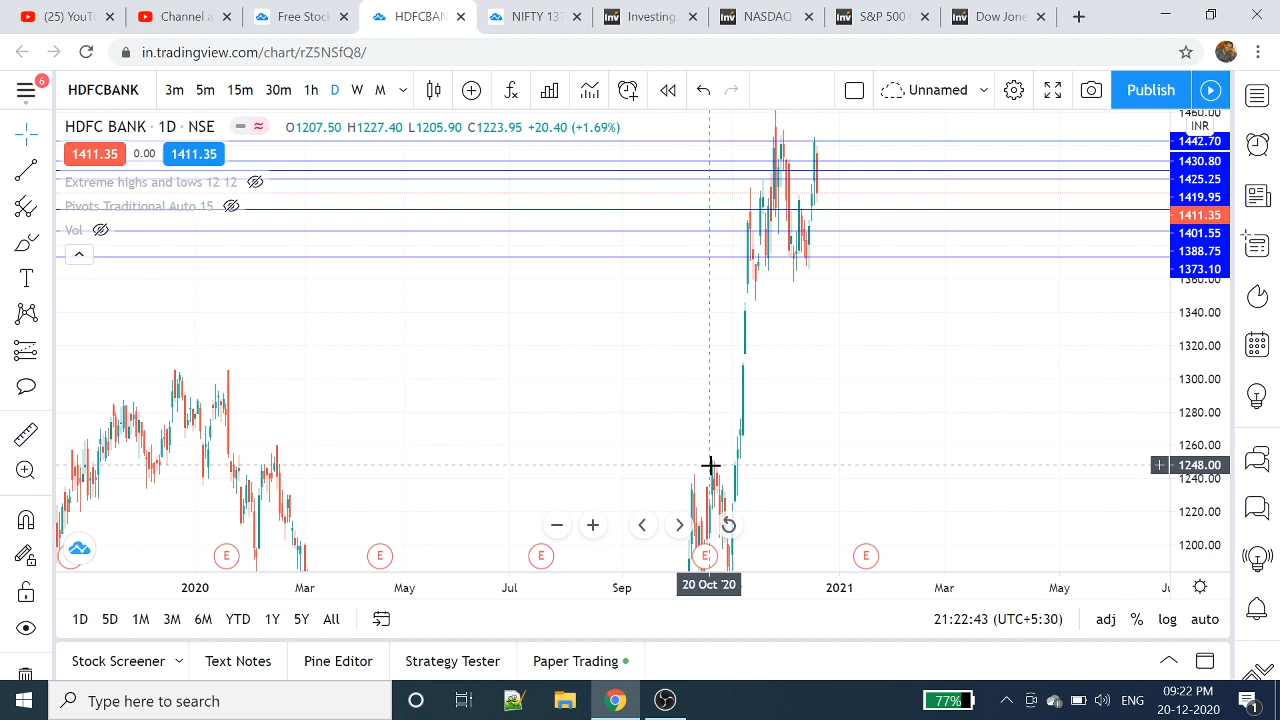 (25) YouT
Channel a
Free Stoc
HDFCBANK
NIFTY 137
Investing.
NASDAQ
S&P 500 (
Dow Jone
in.tradingview.com/chart/rZ5NSfQ8/
6
HDFCBANK
3m 5m 15m 30m 1h D W M
Unnamed
Publish
HDFC BANK · 1D · NSE
O1207.50 H1227.40 L1205.90 C1223.95 +20.40 (+1.69%)
1411.35 0.00 1411.35
Extreme highs and lows 12 12
Pivots Traditional Auto 15
Vol
1460.00
INR
1442.70
1430.80
1425.25
1419.95
1411.35
1401.55
1388.75
1373.10
1360.00
1340.00
1320.00
1300.00
1280.00
1260.00
1248.00
1240.00
1220.00
1200.00
E E E E E
2020 Mar May Jul Sep 20 Oct '20 2021 Mar May
1D 5D 1M 3M 6M YTD 1Y 5Y All
21:22:43 (UTC+5:30)
adj % log auto
Stock Screener
Text Notes
Pine Editor
Strategy Tester
Paper Trading
Type here to search
77%
ENG
09:22 PM
20-12-2020
1